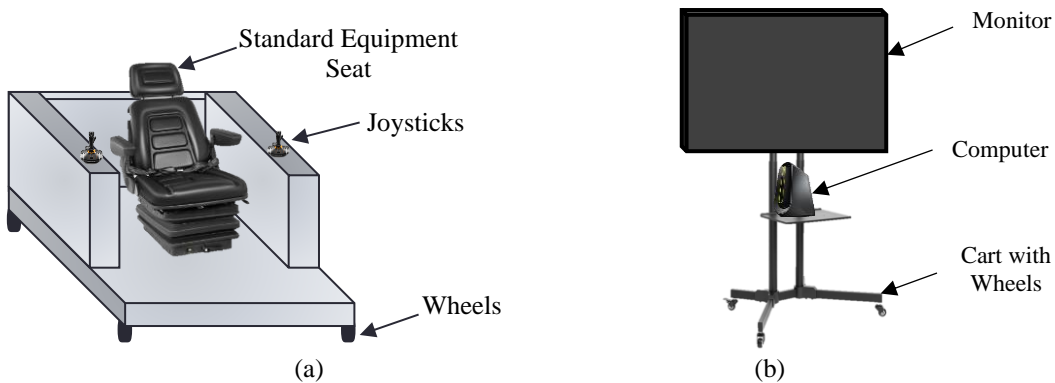 Standard Equipment
Seat
Joysticks
Wheels
(a)
Monitor
Computer
Cart with
Wheels
(b)